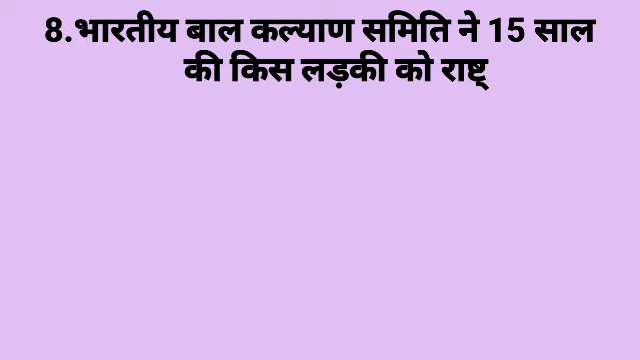 8.भारतीय बाल कल्याण समिति ने 15 साल
की किस लड़की को राष्ट्